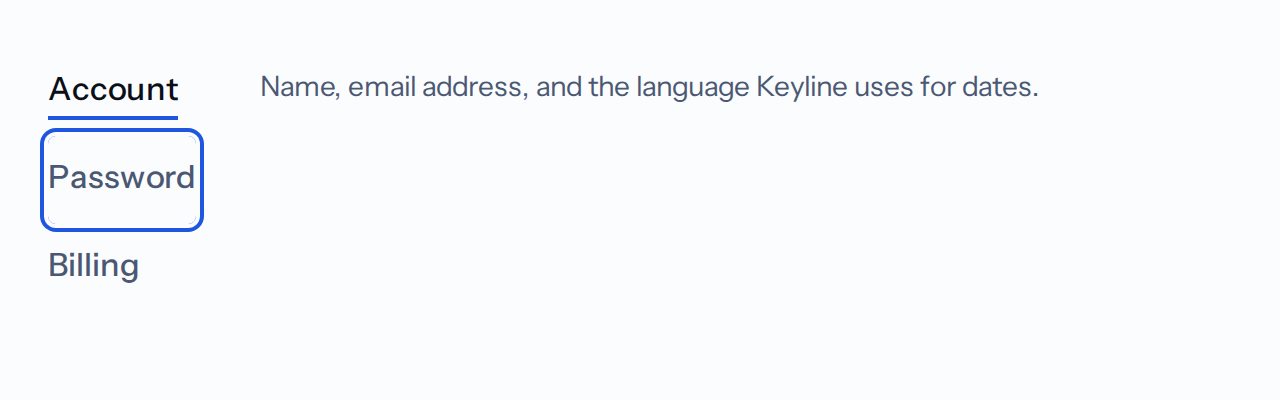 Account
Name, email address, and the language Keyline uses for dates.
Password
Billing